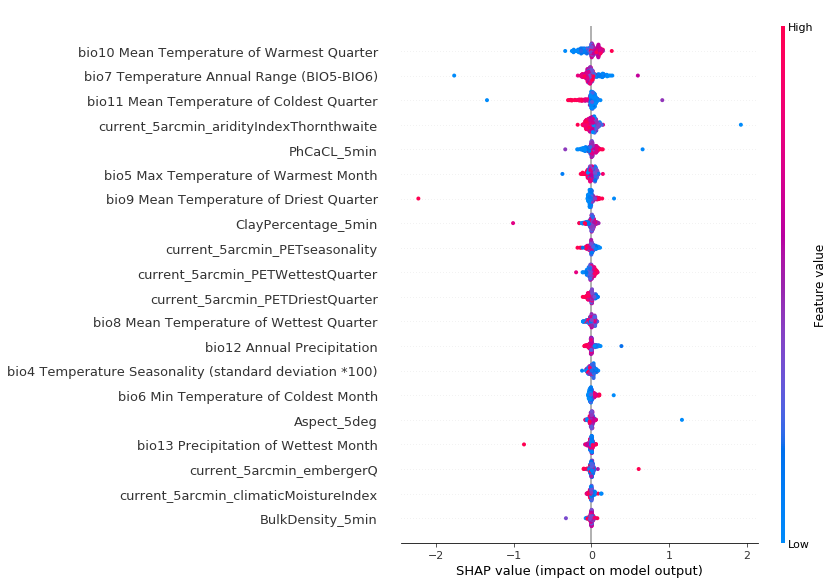 High
bio10 Mean Temperature of Warmest Quarter
bio7 Temperature Annual Range (BIO5-BIO6)
bio11 Mean Temperature of Coldest Quarter
current_5arcmin_aridityIndexThornthwaite
PhCaCL_5min
bio5 Max Temperature of Warmest Month
bio9 Mean Temperature of Driest Quarter
ClayPercentage_5min
current_5arcmin_PETseasonality
current_5arcmin_PETWettestQuarter
current_5arcmin_PETDriestQuarter
bio8 Mean Temperature of Wettest Quarter
bio12 Annual Precipitation
bio4 Temperature Seasonality (standard deviation *100)
bio6 Min Temperature of Coldest Month
Aspect_5deg
bio13 Precipitation of Wettest Month
current_5arcmin_embergerQ
current_5arcmin_climaticMoistureIndex
BulkDensity_5min
Feature value
Low
−2 −1 0 1 2
SHAP value (impact on model output)